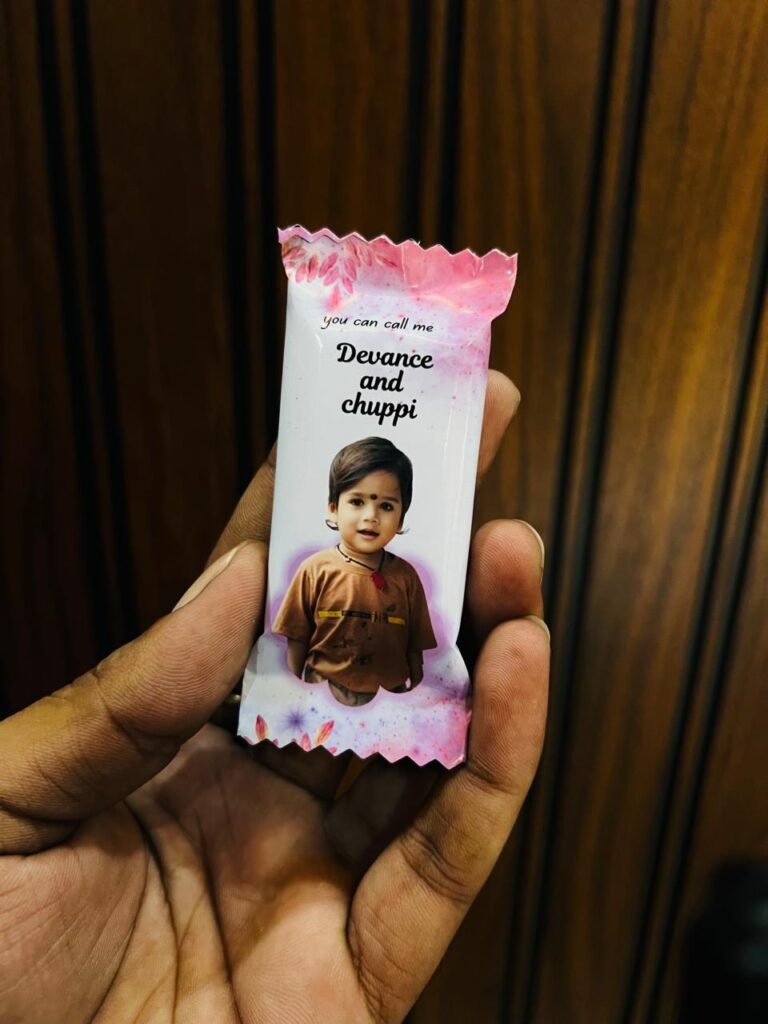 you can call me
Devance
and
chuppi